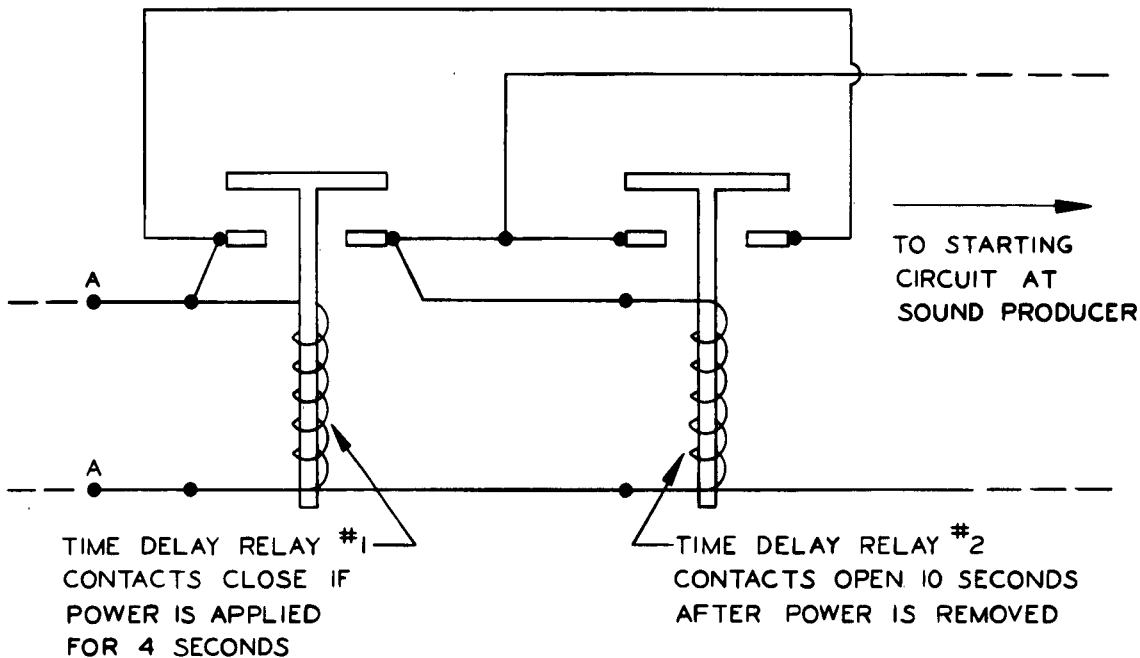 TO STARTING
CIRCUIT AT
SOUND PRODUCER
A
A
TIME DELAY RELAY #1
CONTACTS CLOSE IF
POWER IS APPLIED
FOR 4 SECONDS
TIME DELAY RELAY #2
CONTACTS OPEN 10 SECONDS
AFTER POWER IS REMOVED